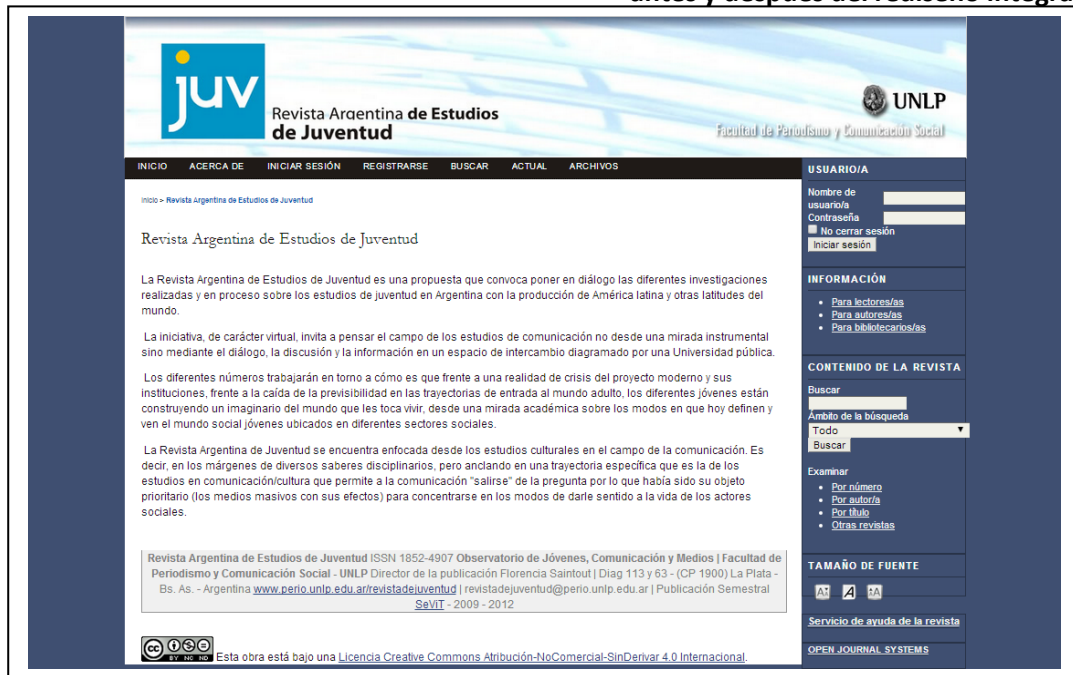 antes y después del rediseño integra
juv
Revista Argentina de Estudios
de Juventud
UNLP
Facultad de Periodismo y Comunicación Social
INICIO ACERCA DE INICIAR SESIÓN REGISTRARSE BUSCAR ACTUAL ARCHIVOS
Inicio > Revista Argentina de Estudios de Juventud
Revista Argentina de Estudios de Juventud
La Revista Argentina de Estudios de Juventud es una propuesta que convoca poner en diálogo las diferentes investigaciones
realizadas y en proceso sobre los estudios de juventud en Argentina con la producción de América latina y otras latitudes del
mundo.
La iniciativa, de carácter virtual, invita a pensar el campo de los estudios de comunicación no desde una mirada instrumental
sino mediante el diálogo, la discusión y la información en un espacio de intercambio diagramado por una Universidad pública.
Los diferentes números trabajarán en torno a cómo es que frente a una realidad de crisis del proyecto moderno y sus
instituciones, frente a la caída de la previsibilidad en las trayectorias de entrada al mundo adulto, los diferentes jóvenes están
construyendo un imaginario del mundo que les toca vivir, desde una mirada académica sobre los modos en que hoy definen y
ven el mundo social jóvenes ubicados en diferentes sectores sociales.
La Revista Argentina de Juventud se encuentra enfocada desde los estudios culturales en el campo de la comunicación. Es
decir, en los márgenes de diversos saberes disciplinarios, pero anclando en una trayectoria específica que es la de los
estudios en comunicación/cultura que permite a la comunicación "salirse" de la pregunta por lo que había sido su objeto
prioritario (los medios masivos con sus efectos) para concentrarse en los modos de darle sentido a la vida de los actores
sociales.
Revista Argentina de Estudios de Juventud ISSN 1852-4907 Observatorio de Jóvenes, Comunicación y Medios | Facultad de
Periodismo y Comunicación Social - UNLP Director de la publicación Florencia Saintout | Diag 113 y 63 - (CP 1900) La Plata -
Bs. As. - Argentina www.perio.unlp.edu.ar/revistadejuventud | revistadejuventud@perio.unlp.edu.ar | Publicación Semestral
SeViT - 2009 - 2012
CC BY NC ND Esta obra está bajo una Licencia Creative Commons Atribución-NoComercial-SinDerivar 4.0 Internacional.
USUARIO/A
Nombre de
usuario/a
Contraseña
No cerrar sesión
Iniciar sesión
INFORMACIÓN
Para lectores/as
Para autores/as
Para bibliotecarios/as
CONTENIDO DE LA REVISTA
Buscar
Ámbito de la búsqueda
Todo
Buscar
Examinar
Por número
Por autor/a
Por título
Otras revistas
TAMAÑO DE FUENTE
A A A
Servicio de ayuda de la revista
OPEN JOURNAL SYSTEMS